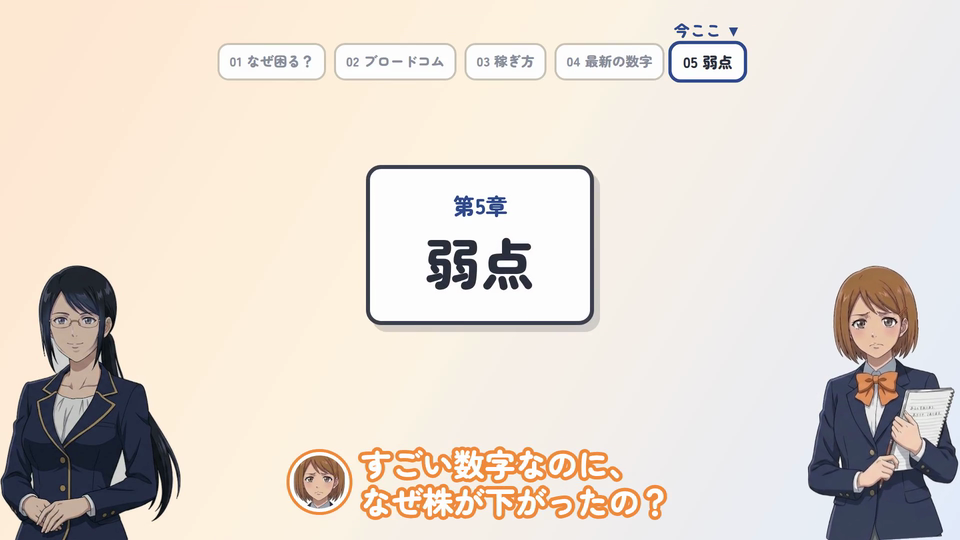 今ここ ▼
01 なぜ困る？
02 ブロードコム
03 稼ぎ方
04 最新の数字
05 弱点
第5章
弱点
すごい数字なのに、
なぜ株が下がったの？